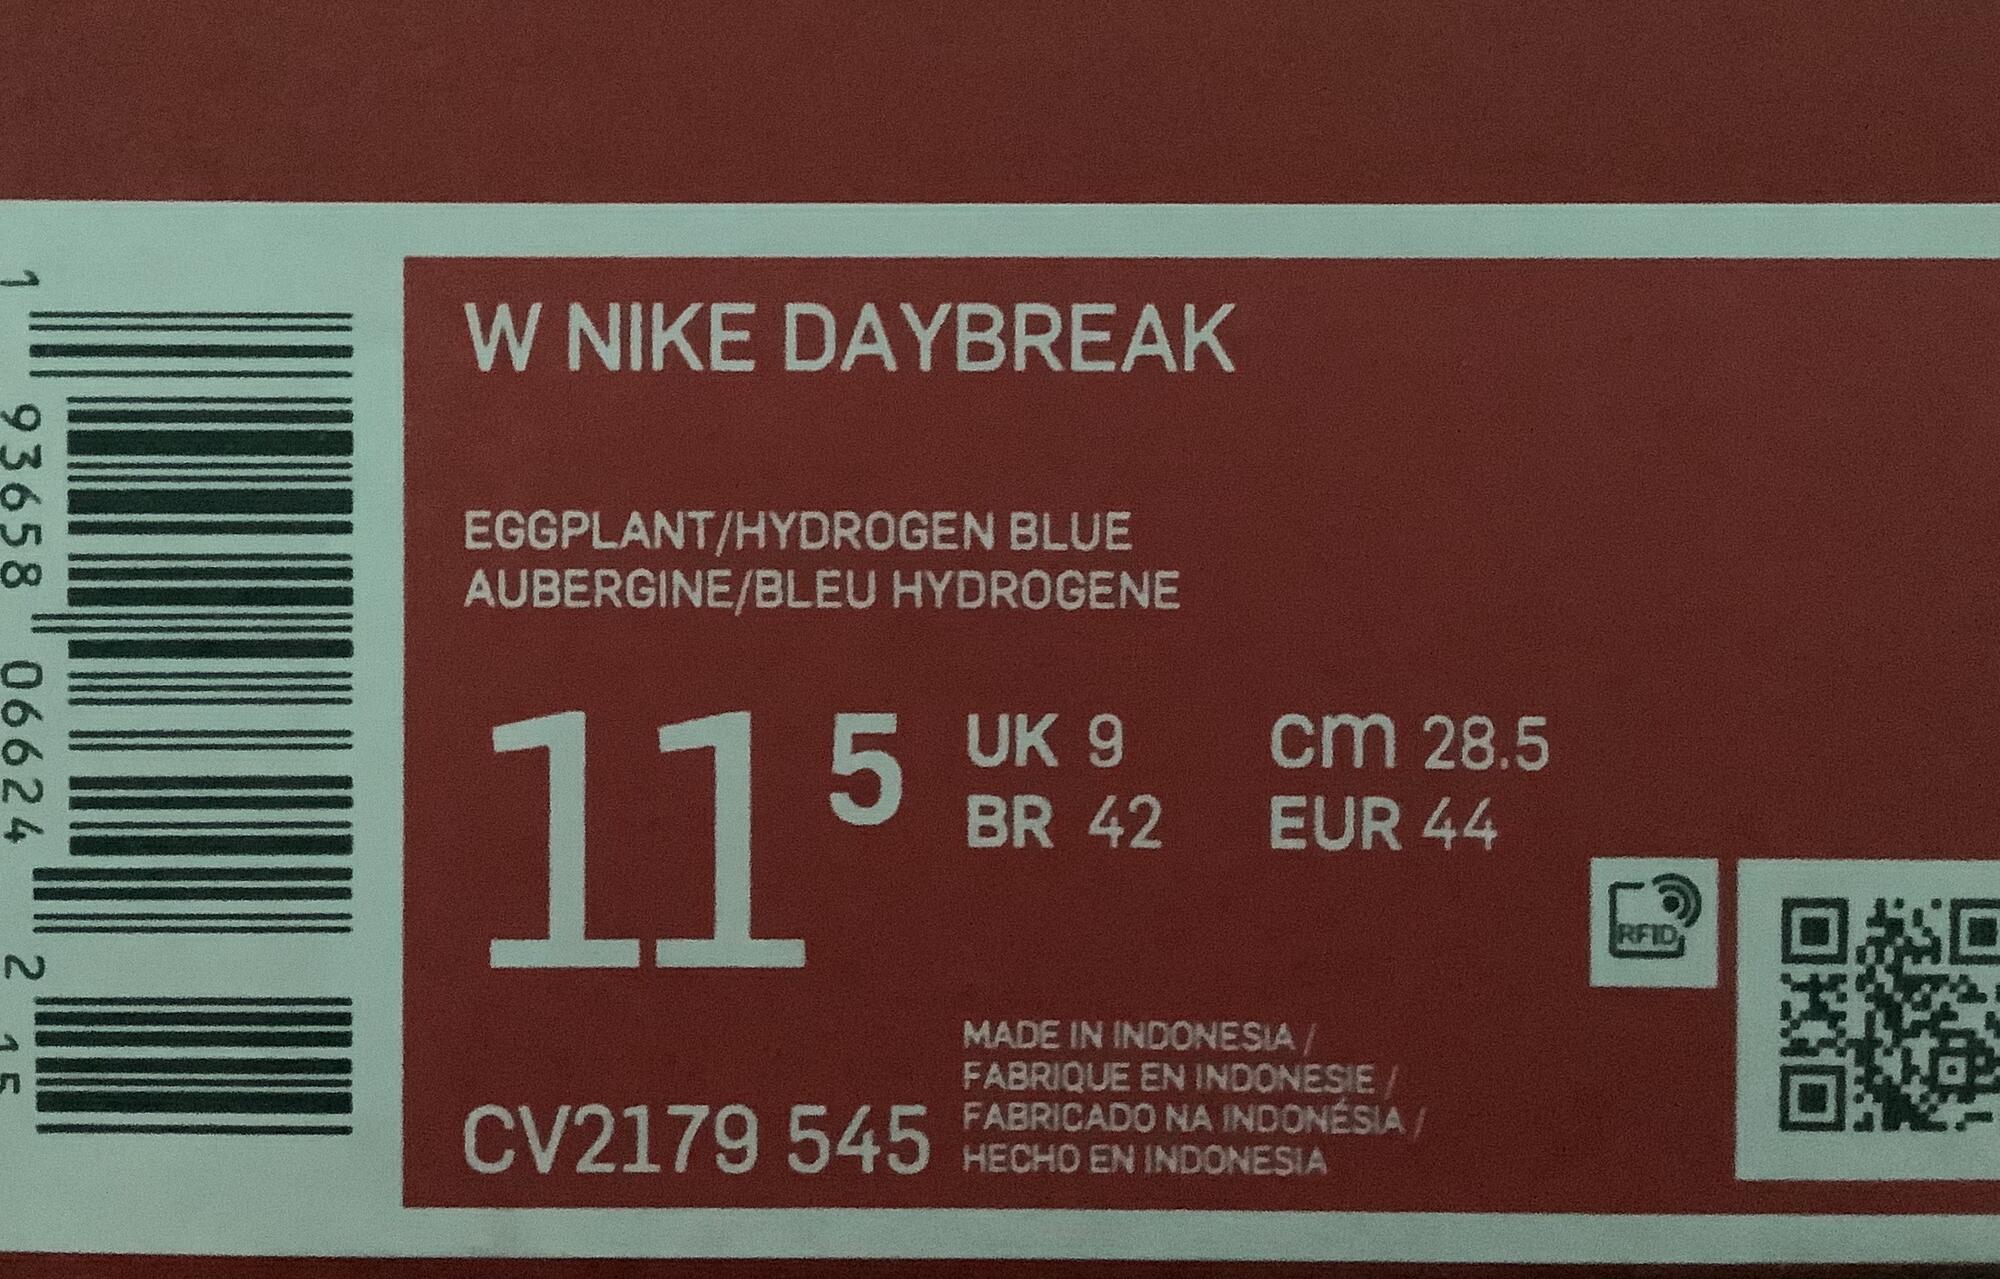 1 93658 06624 2 15
W NIKE DAYBREAK
EGGPLANT/HYDROGEN BLUE
AUBERGINE/BLEU HYDROGENE
11 5
UK 9 cm 28.5
BR 42 EUR 44
RFID
CV2179 545
MADE IN INDONESIA /
FABRIQUE EN INDONESIE /
FABRICADO NA INDONÉSIA /
HECHO EN INDONESIA